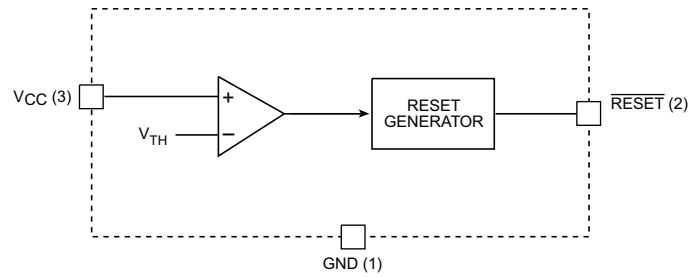 VCC (3)
+
VTH
−
RESET
GENERATOR
RESET (2)
GND (1)